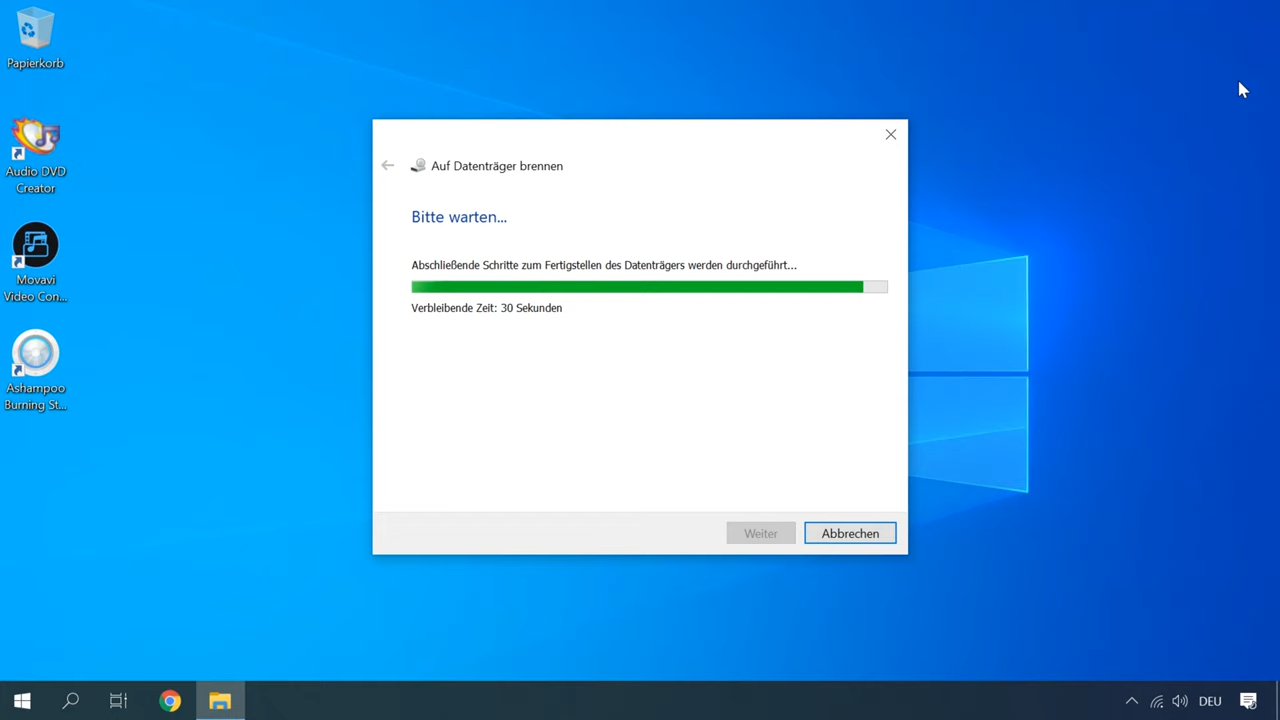 Papierkorb
Audio DVD
Creator
Movavi
Video Con...
Ashampoo
Burning St...
Auf Datenträger brennen
Bitte warten...
Abschließende Schritte zum Fertigstellen des Datenträgers werden durchgeführt...
Verbleibende Zeit: 30 Sekunden
Weiter
Abbrechen
DEU